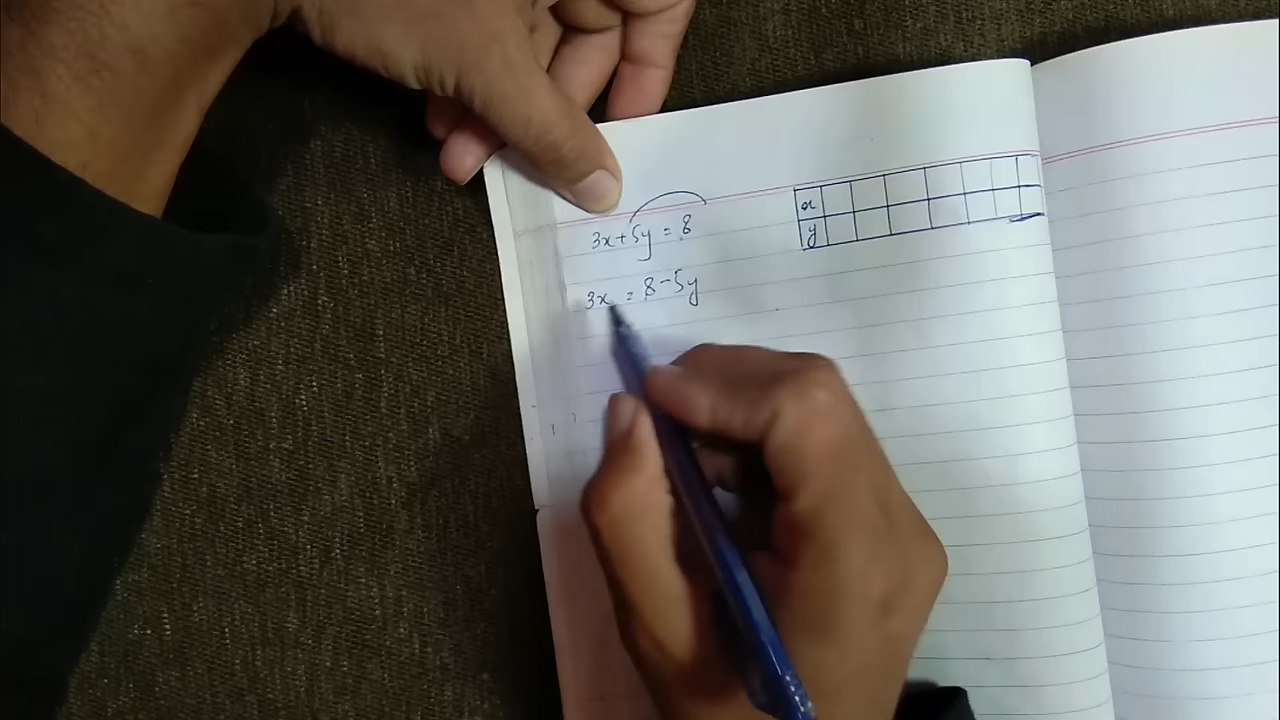 3x+5y = 8
3x = 8-5y
x
y